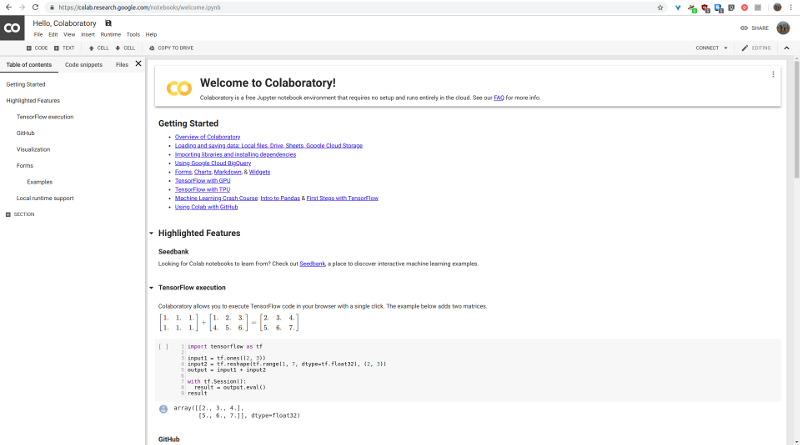 https://colab.research.google.com/notebooks/welcome.ipynb
CO
Hello, Colaboratory
File Edit View Insert Runtime Tools Help
SHARE
CODE TEXT CELL CELL COPY TO DRIVE
CONNECT EDITING
Table of contents Code snippets Files X
Getting Started
Highlighted Features
TensorFlow execution
GitHub
Visualization
Forms
Examples
Local runtime support
SECTION
CO
Welcome to Colaboratory!
Colaboratory is a free Jupyter notebook environment that requires no setup and runs entirely in the cloud. See our FAQ for more info.
Getting Started
Overview of Colaboratory
Loading and saving data: Local files, Drive, Sheets, Google Cloud Storage
Importing libraries and installing dependencies
Using Google Cloud BigQuery
Forms, Charts, Markdown, & Widgets
TensorFlow with GPU
TensorFlow with TPU
Machine Learning Crash Course: Intro to Pandas & First Steps with TensorFlow
Using Colab with GitHub
Highlighted Features
Seedbank
Looking for Colab notebooks to learn from? Check out Seedbank, a place to discover interactive machine learning examples.
TensorFlow execution
Colaboratory allows you to execute TensorFlow code in your browser with a single click. The example below adds two matrices.
[1. 1. 1.] + [1. 2. 3.] = [2. 3. 4.]
[1. 1. 1.] [4. 5. 6.] [5. 6. 7.]
[ ] 1 import tensorflow as tf
2
3 input1 = tf.ones((2, 3))
4 input2 = tf.reshape(tf.range(1, 7, dtype=tf.float32), (2, 3))
5 output = input1 + input2
6
7 with tf.Session():
8 result = output.eval()
9 result
array([[2., 3., 4.],
[5., 6., 7.]], dtype=float32)
GitHub